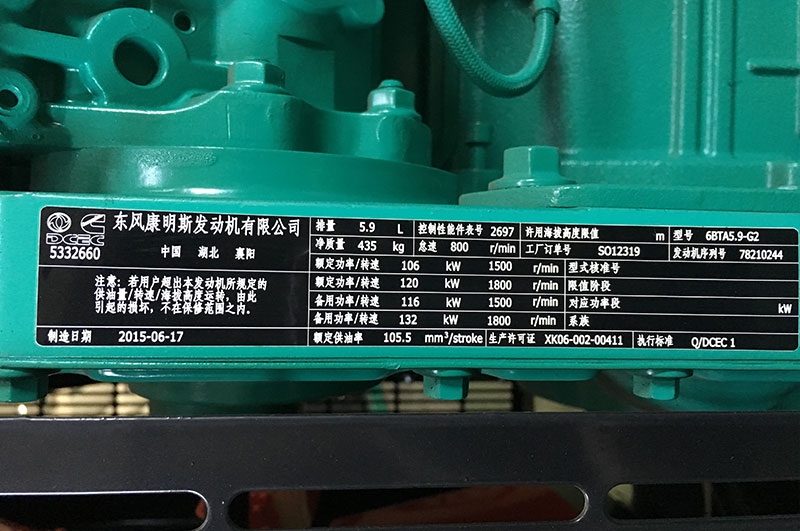 东风康明斯发动机有限公司
DCEC
5332660 中国 湖北 襄阳
注意:若用户超出本发动机所规定的
供油量/转速/海拔高度运转,由此
引起的损坏,不在保修范围之内。
制造日期 2015-06-17
排量 5.9 L 控制性能件表号 2697 许用海拔高度限值 m 型号 6BTA5.9-G2
净质量 435 kg 怠速 800 r/min 工厂订单号 SO12319 发动机序列号 78210244
额定功率/转速 106 kW 1500 r/min 型式核准号
额定功率/转速 120 kW 1800 r/min 限值阶段
备用功率/转速 116 kW 1500 r/min 对应功率段 kW
备用功率/转速 132 kW 1800 r/min 系族
额定供油率 105.5 mm³/stroke 生产许可证 XK06-002-00411 执行标准 Q/DCEC 1